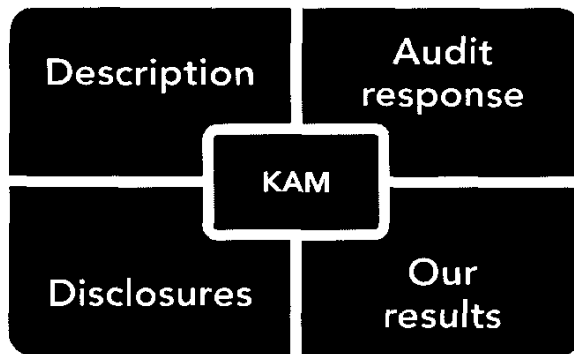 Description
Audit
response
KAM
Disclosures
Our
results